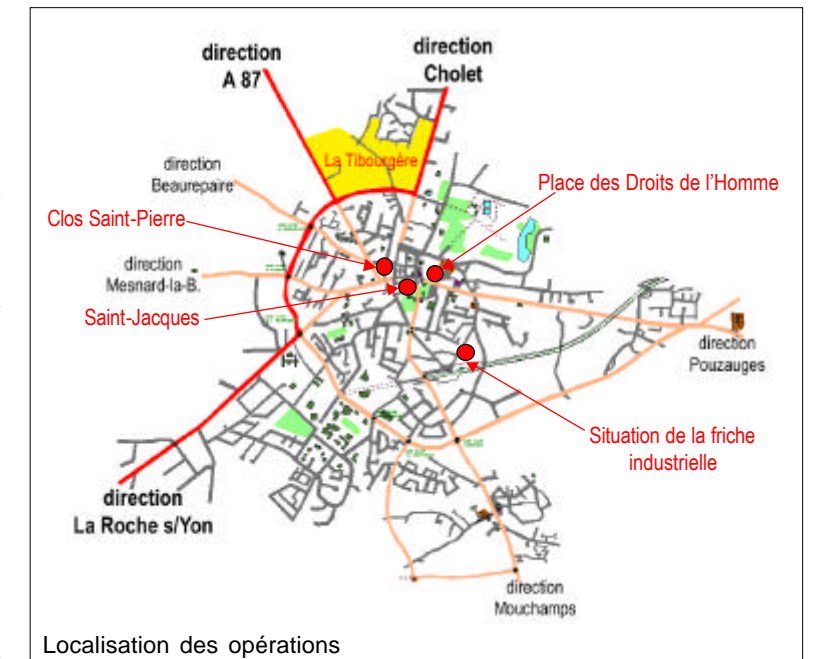 direction
A 87
direction
Cholet
La Tibourgère
direction
Beaurepaire
Place des Droits de l'Homme
Clos Saint-Pierre
direction
Mesnard-la-B.
Saint-Jacques
direction
Pouzauges
Situation de la friche
industrielle
direction
La Roche s/Yon
direction
Mouchamps
Localisation des opérations